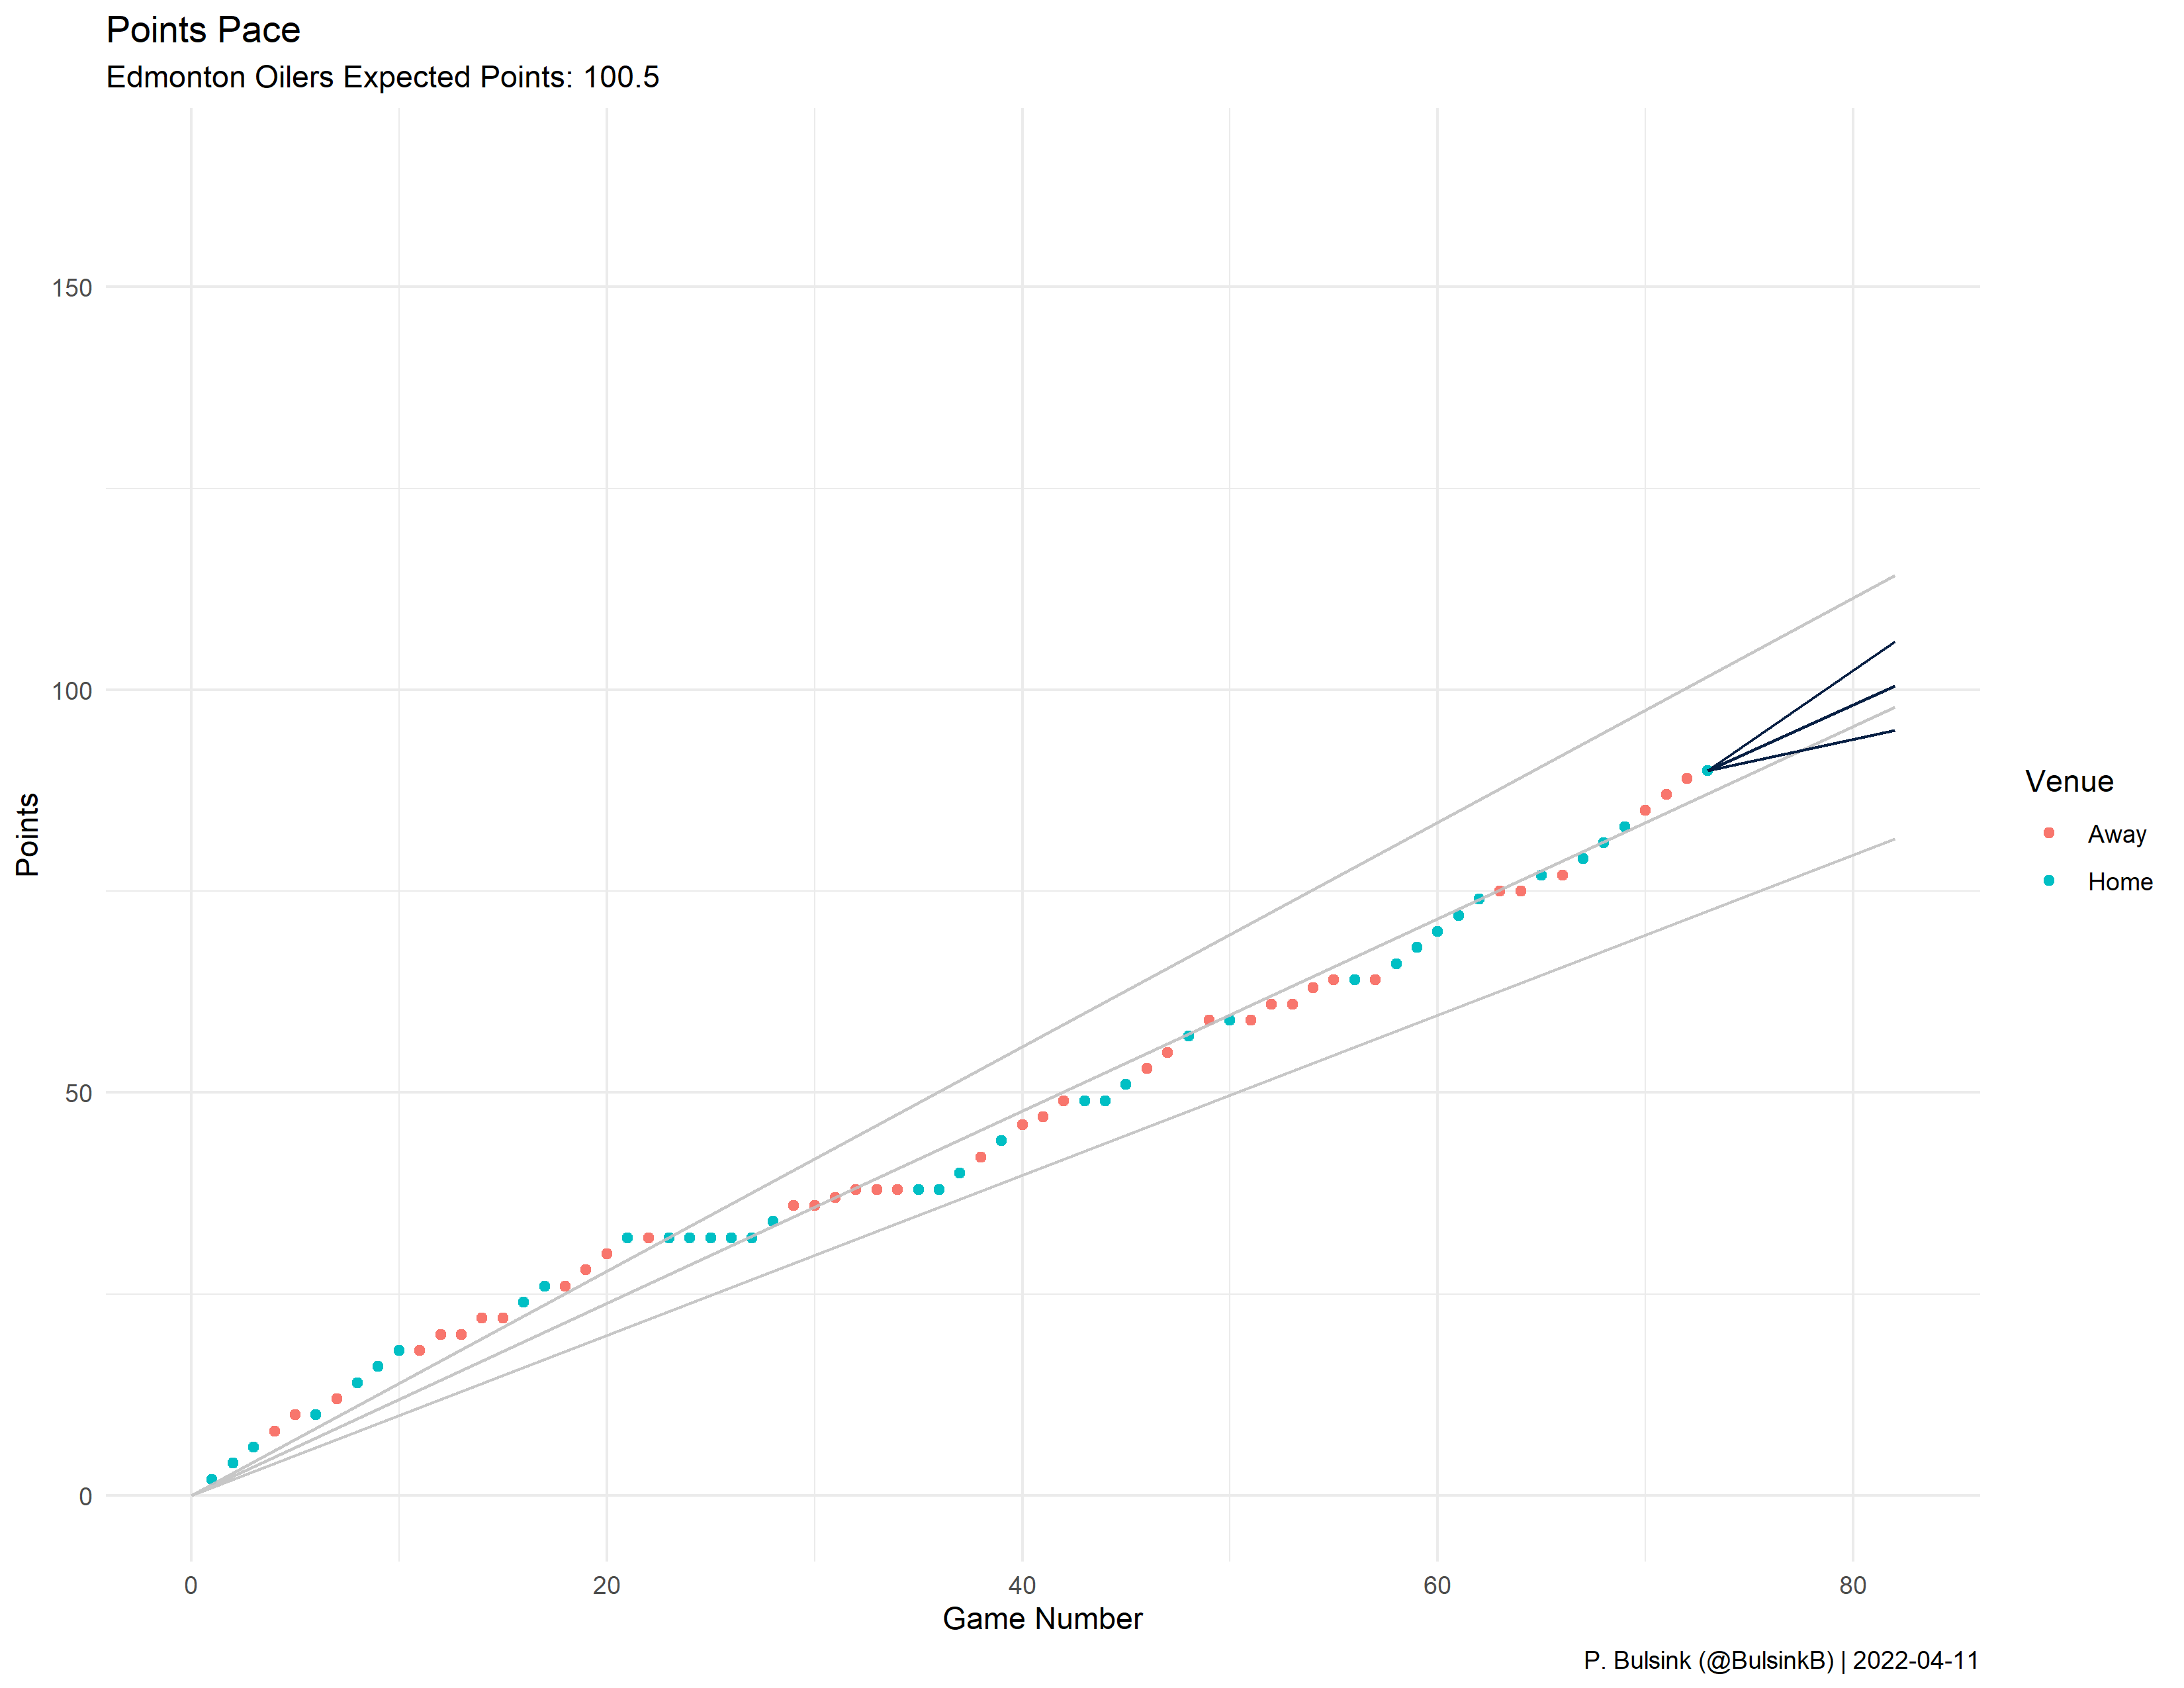 Points Pace
Edmonton Oilers Expected Points: 100.5
150
100
50
0
Points
0 20 40 60 80
Game Number
Venue
Away
Home
P. Bulsink (@BulsinkB) | 2022-04-11